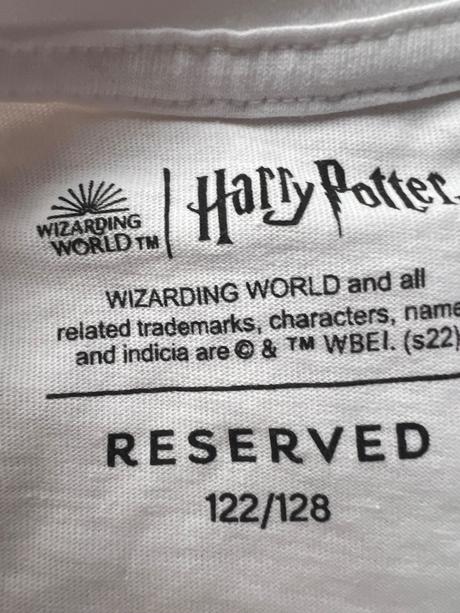 WIZARDING
WORLD™
Harry Potter
WIZARDING WORLD and all
related trademarks, characters, name
and indicia are © & ™ WBEI. (s22)
RESERVED
122/128